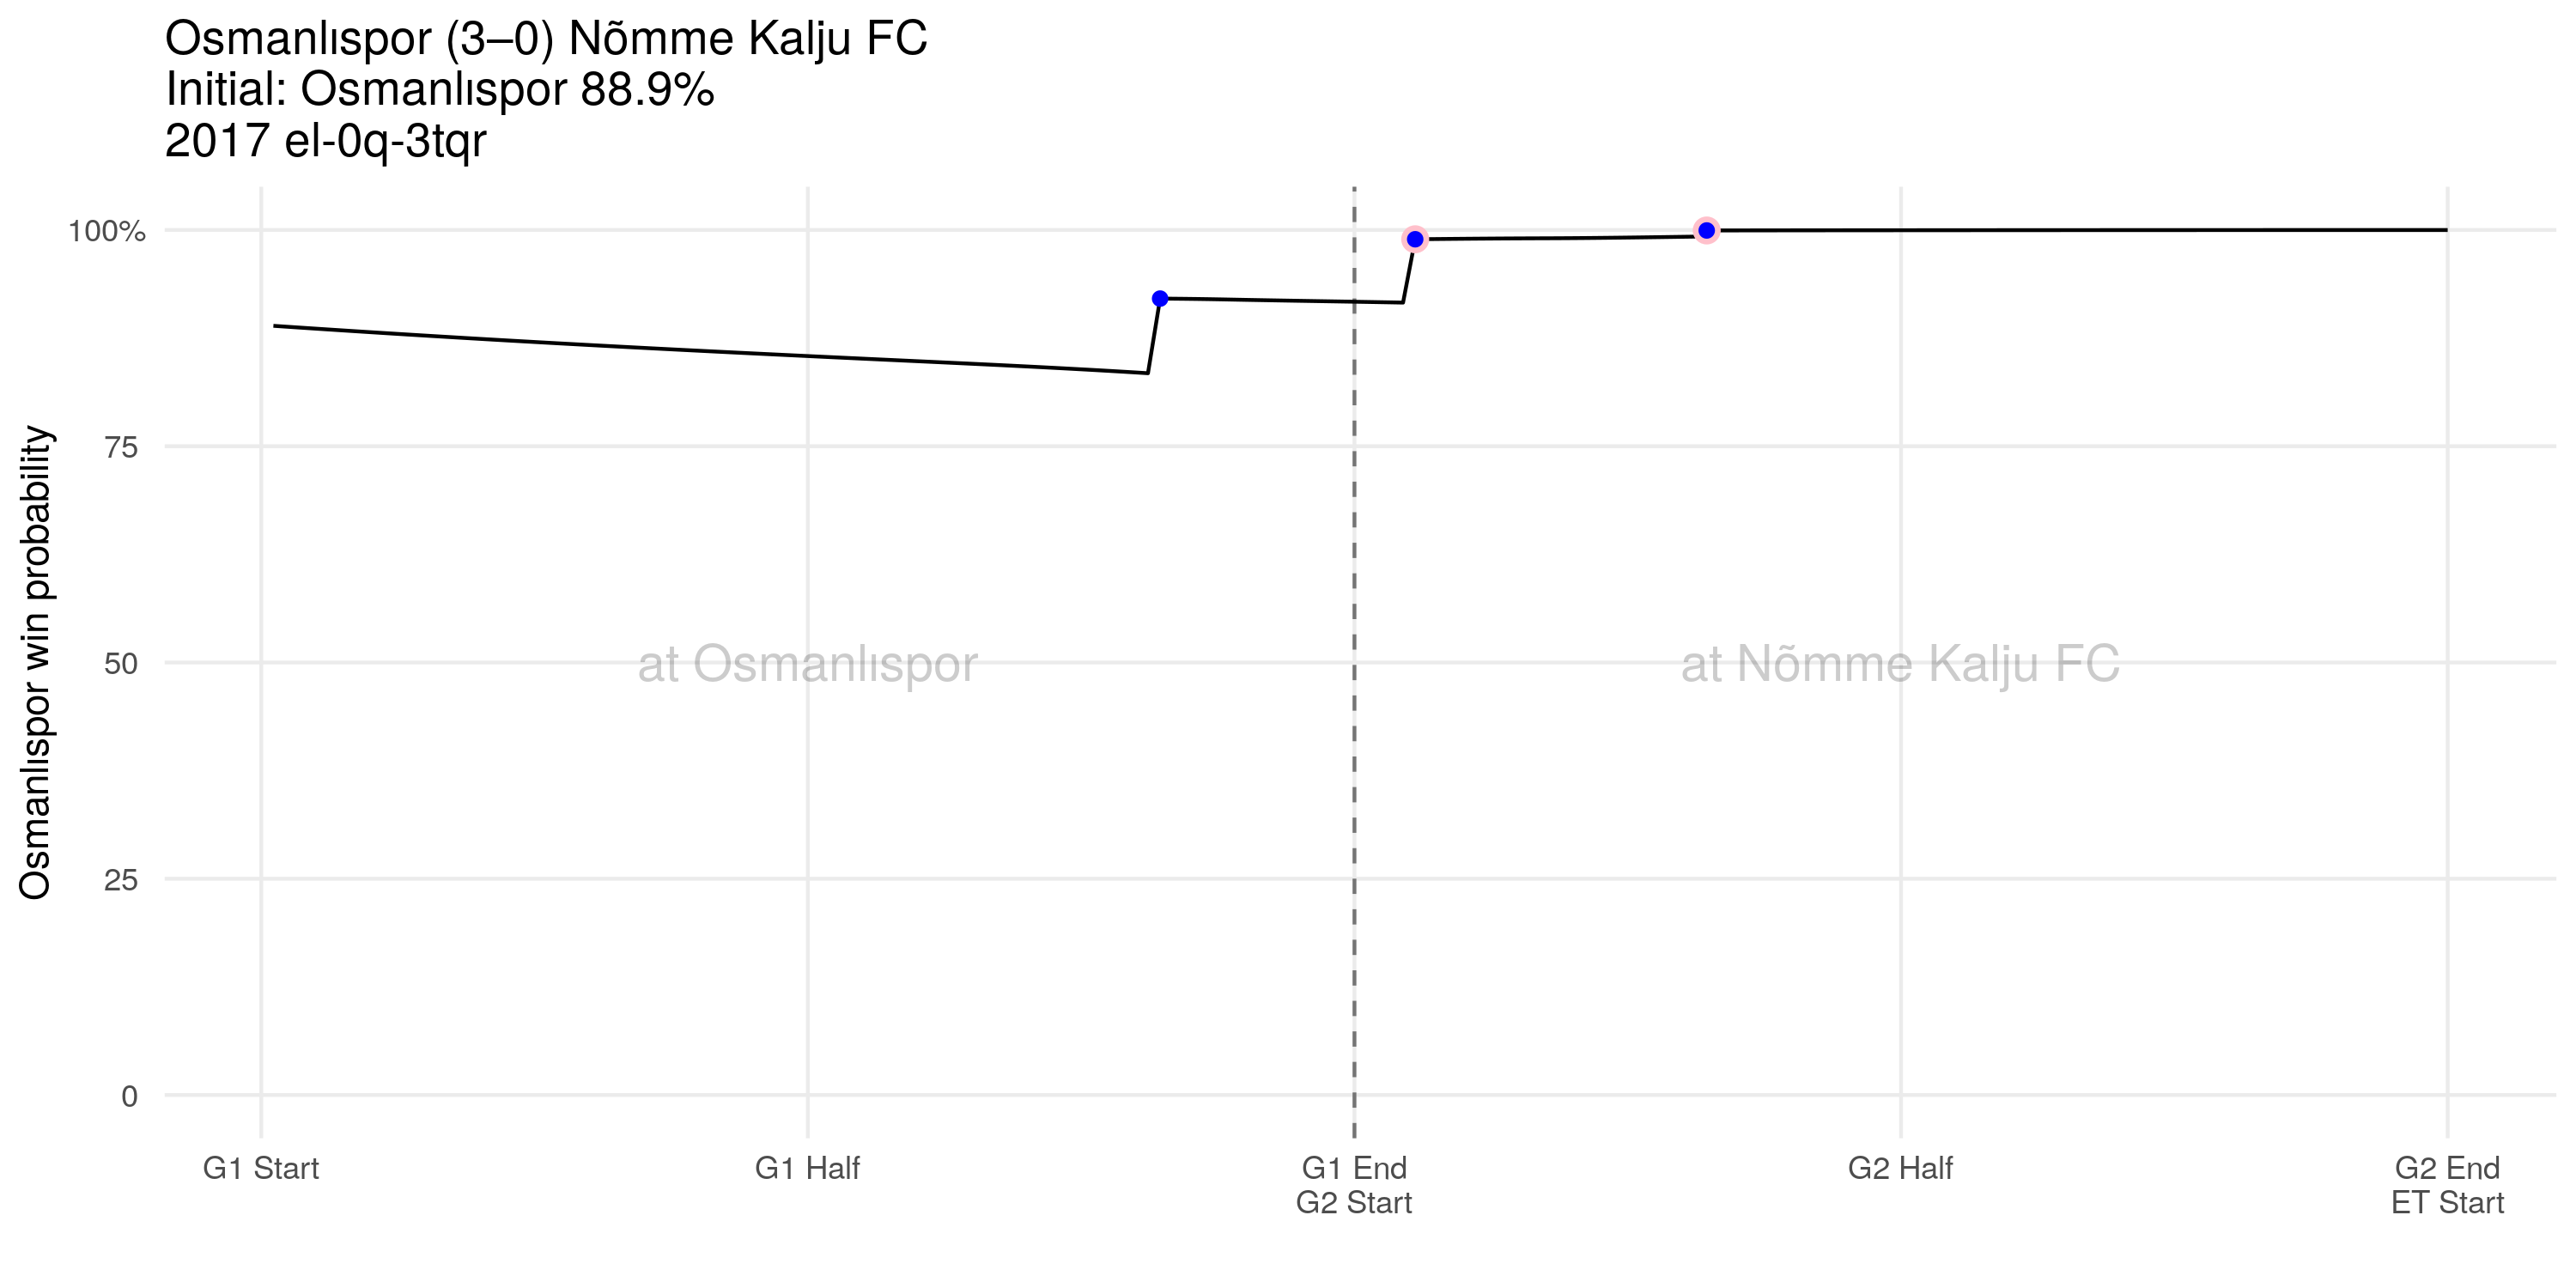 Osmanlıspor (3–0) Nõmme Kalju FC
Initial: Osmanlıspor 88.9%
2017 el-0q-3tqr
Osmanlıspor win probability
100%
75
50
25
0
at Osmanlıspor
at Nõmme Kalju FC
G1 Start
G1 Half
G1 End
G2 Start
G2 Half
G2 End
ET Start